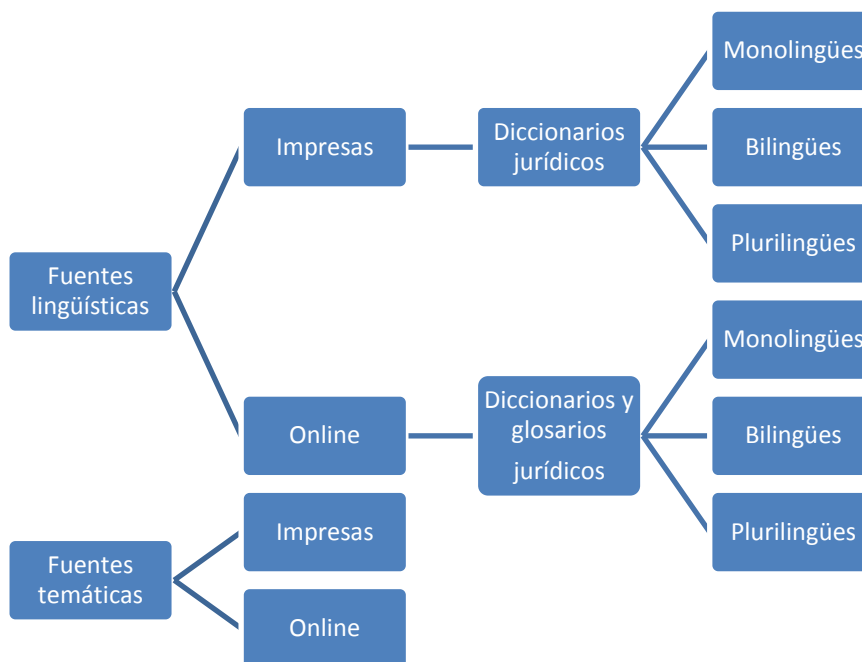 Fuentes
lingüísticas
Impresas
Diccionarios
jurídicos
Monolingües
Bilingües
Plurilingües
Online
Diccionarios y
glosarios
jurídicos
Monolingües
Bilingües
Plurilingües
Fuentes
temáticas
Impresas
Online